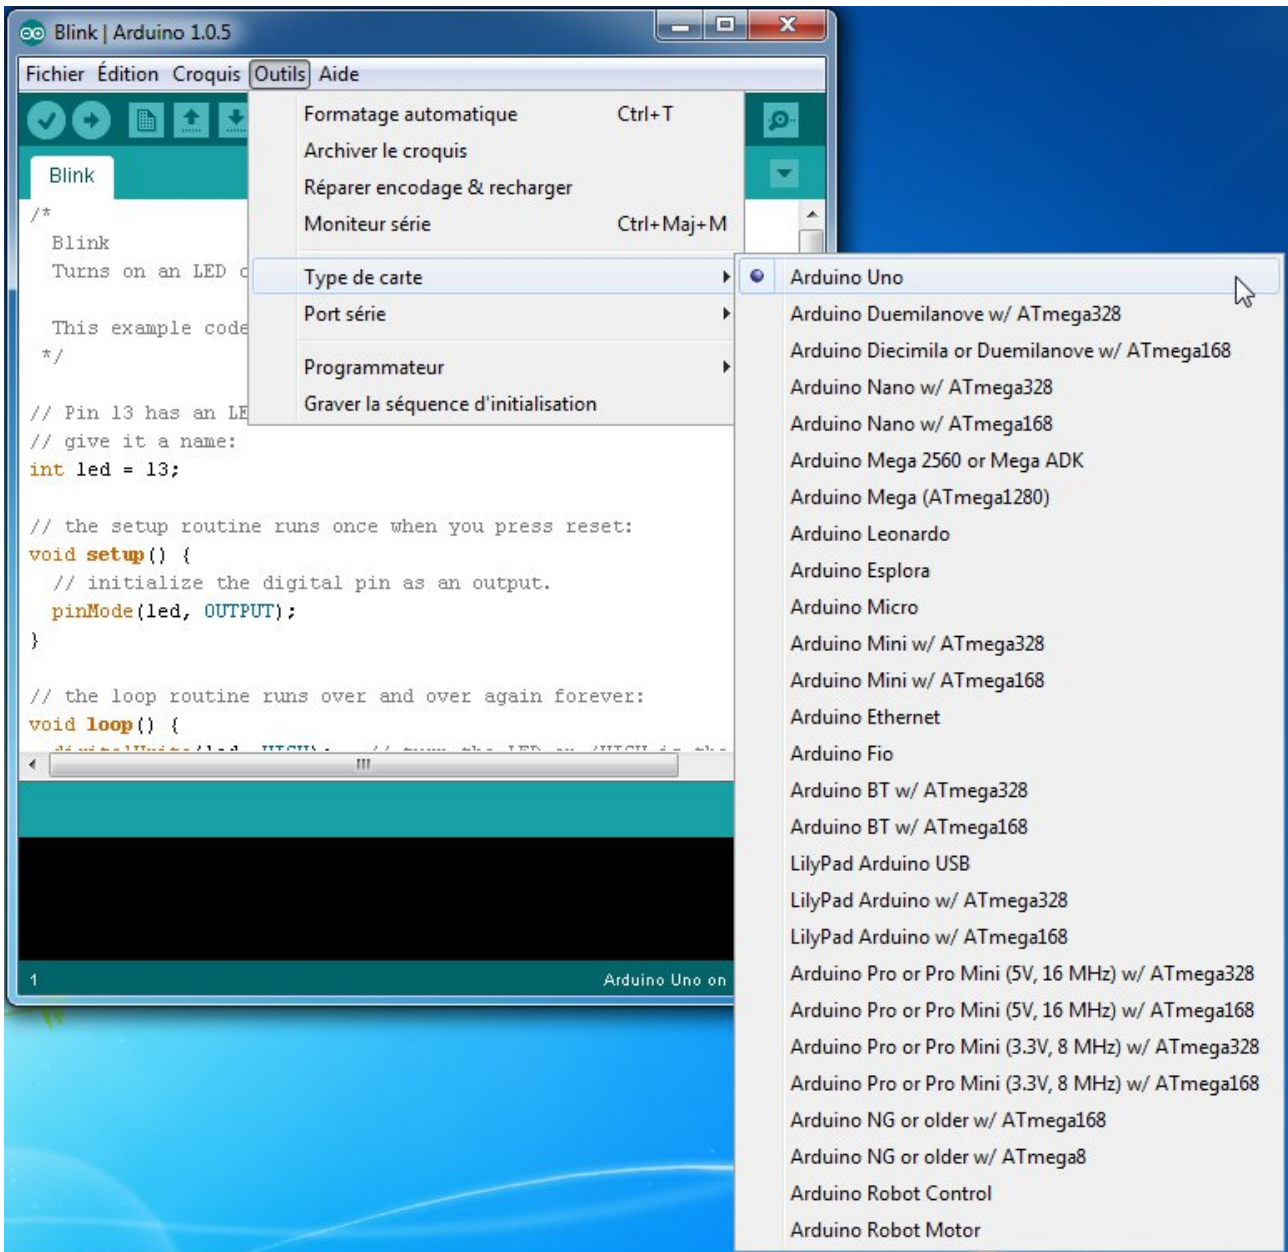 Blink | Arduino 1.0.5
Fichier Édition Croquis Outils Aide
Formatage automatique Ctrl+T
Archiver le croquis
Réparer encodage & recharger
Moniteur série Ctrl+Maj+M
Type de carte
Port série
Programmateur
Graver la séquence d'initialisation
Blink
/*
Blink
Turns on an LED
This example code
*/
// Pin 13 has an LE
// give it a name:
int led = 13;
// the setup routine runs once when you press reset:
void setup() {
// initialize the digital pin as an output.
pinMode(led, OUTPUT);
}
// the loop routine runs over and over again forever:
void loop() {
1
Arduino Uno on
Arduino Uno
Arduino Duemilanove w/ ATmega328
Arduino Diecimila or Duemilanove w/ ATmega168
Arduino Nano w/ ATmega328
Arduino Nano w/ ATmega168
Arduino Mega 2560 or Mega ADK
Arduino Mega (ATmega1280)
Arduino Leonardo
Arduino Esplora
Arduino Micro
Arduino Mini w/ ATmega328
Arduino Mini w/ ATmega168
Arduino Ethernet
Arduino Fio
Arduino BT w/ ATmega328
Arduino BT w/ ATmega168
LilyPad Arduino USB
LilyPad Arduino w/ ATmega328
LilyPad Arduino w/ ATmega168
Arduino Pro or Pro Mini (5V, 16 MHz) w/ ATmega328
Arduino Pro or Pro Mini (5V, 16 MHz) w/ ATmega168
Arduino Pro or Pro Mini (3.3V, 8 MHz) w/ ATmega328
Arduino Pro or Pro Mini (3.3V, 8 MHz) w/ ATmega168
Arduino NG or older w/ ATmega168
Arduino NG or older w/ ATmega8
Arduino Robot Control
Arduino Robot Motor